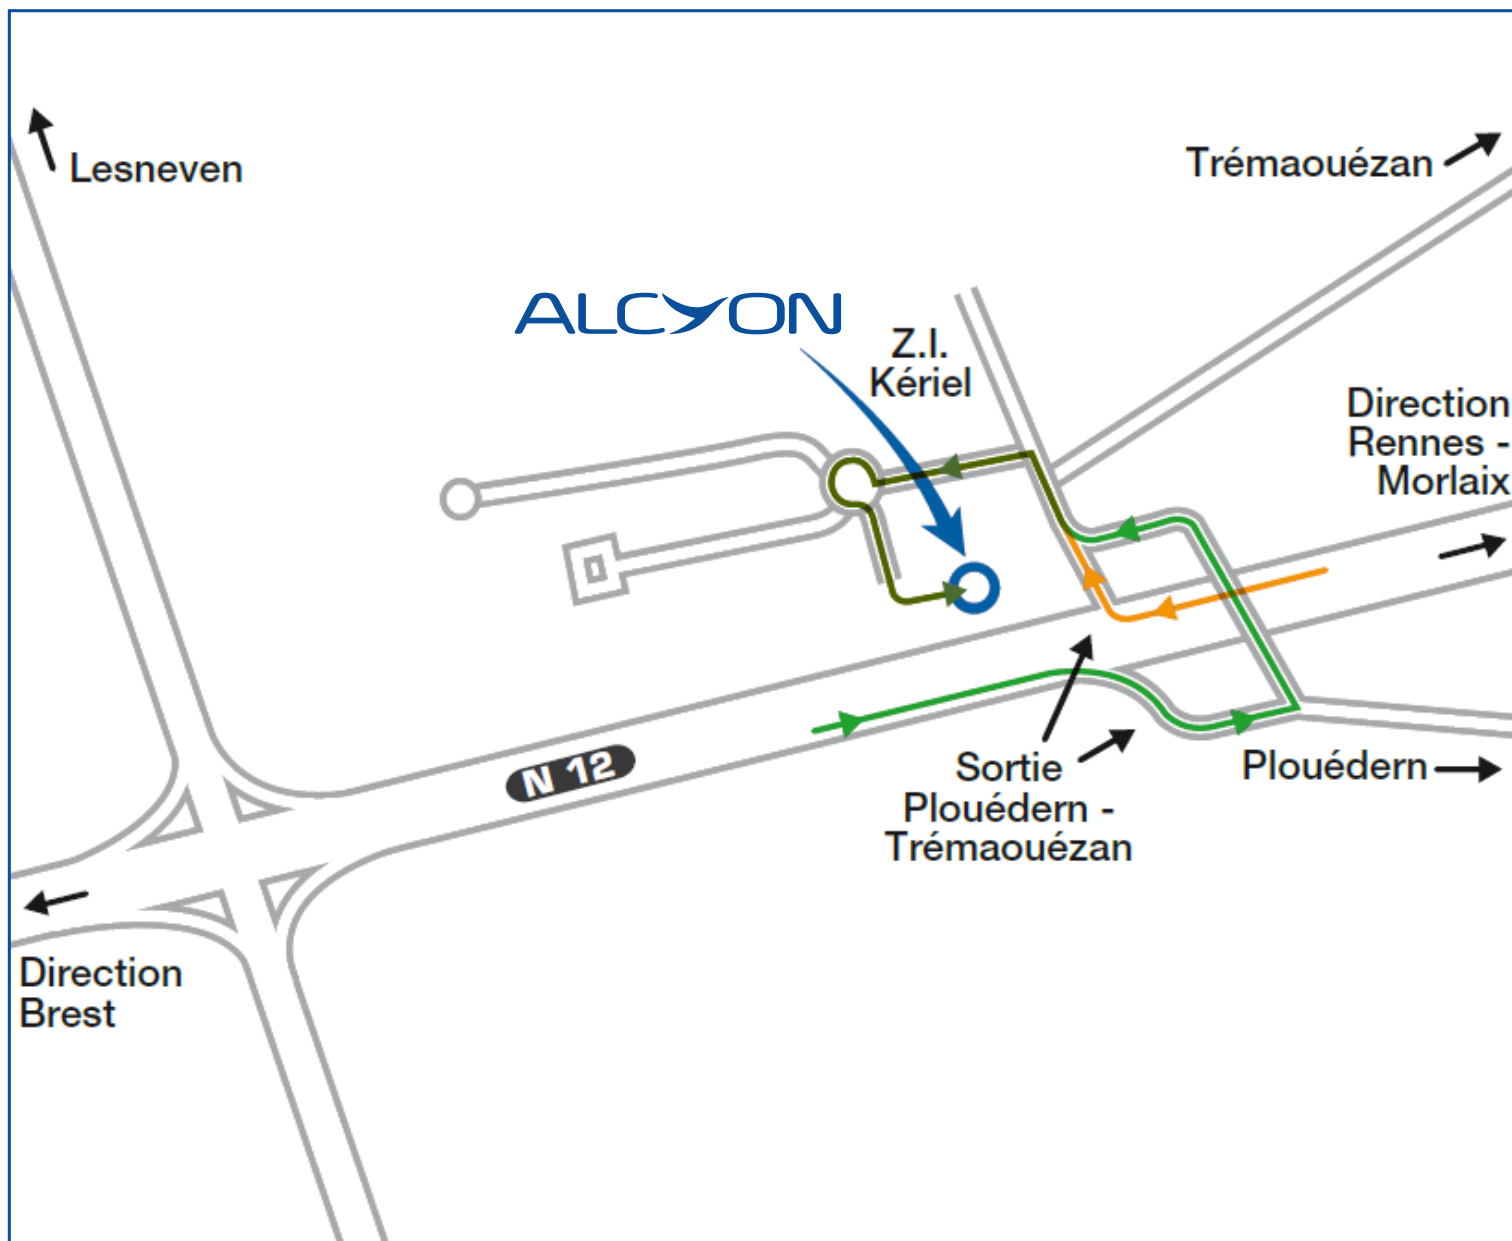 Lesneven
Trémaouézan
ALCYON
Z.I.
Kériel
Direction
Rennes -
Morlaix
N 12
Sortie
Plouédern -
Trémaouézan
Plouédern
Direction
Brest